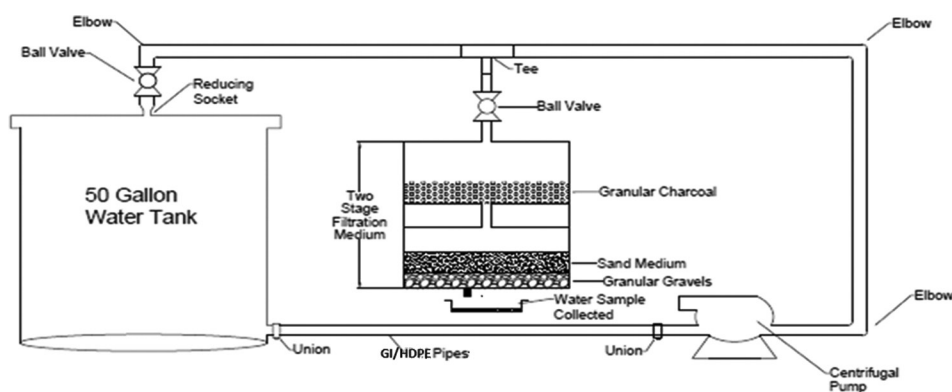 Elbow
Elbow
Ball Valve
Tee
Reducing
Socket
Ball Valve
50 Gallon
Water Tank
Two
Stage
Filtration
Medium
Granular Charcoal
Sand Medium
Granular Gravels
Water Sample
Collected
Elbow
Union
GI/HDPE Pipes
Union
Centrifugal
Pump